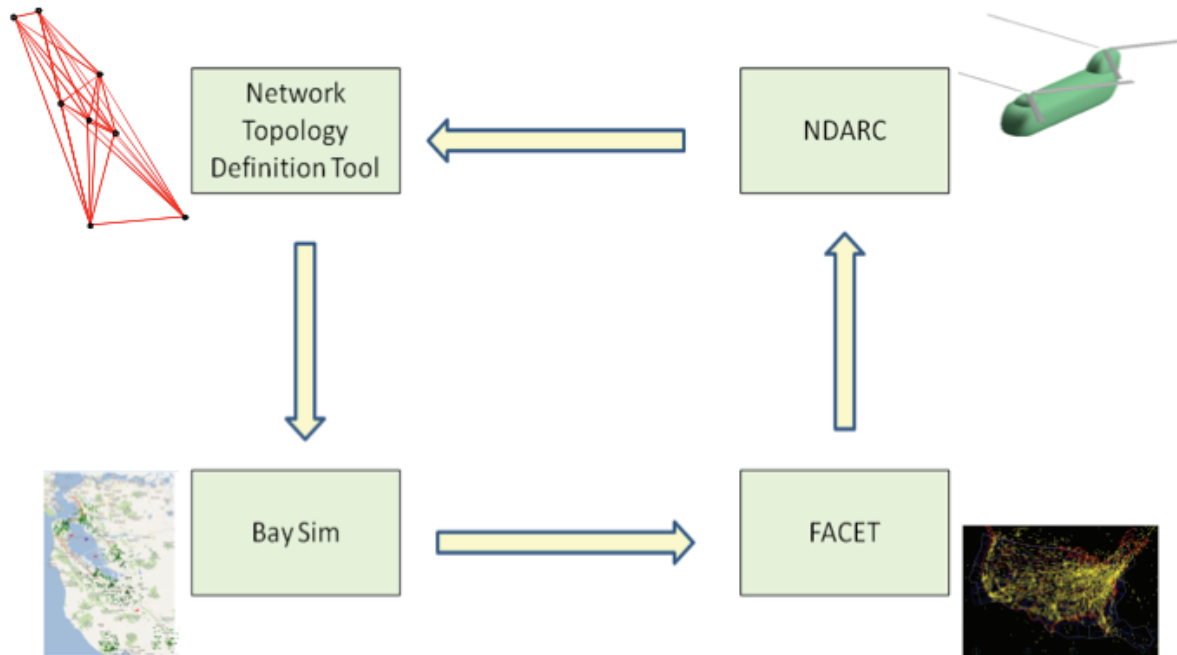 Network
Topology
Definition Tool
NDARC
Bay Sim
FACET